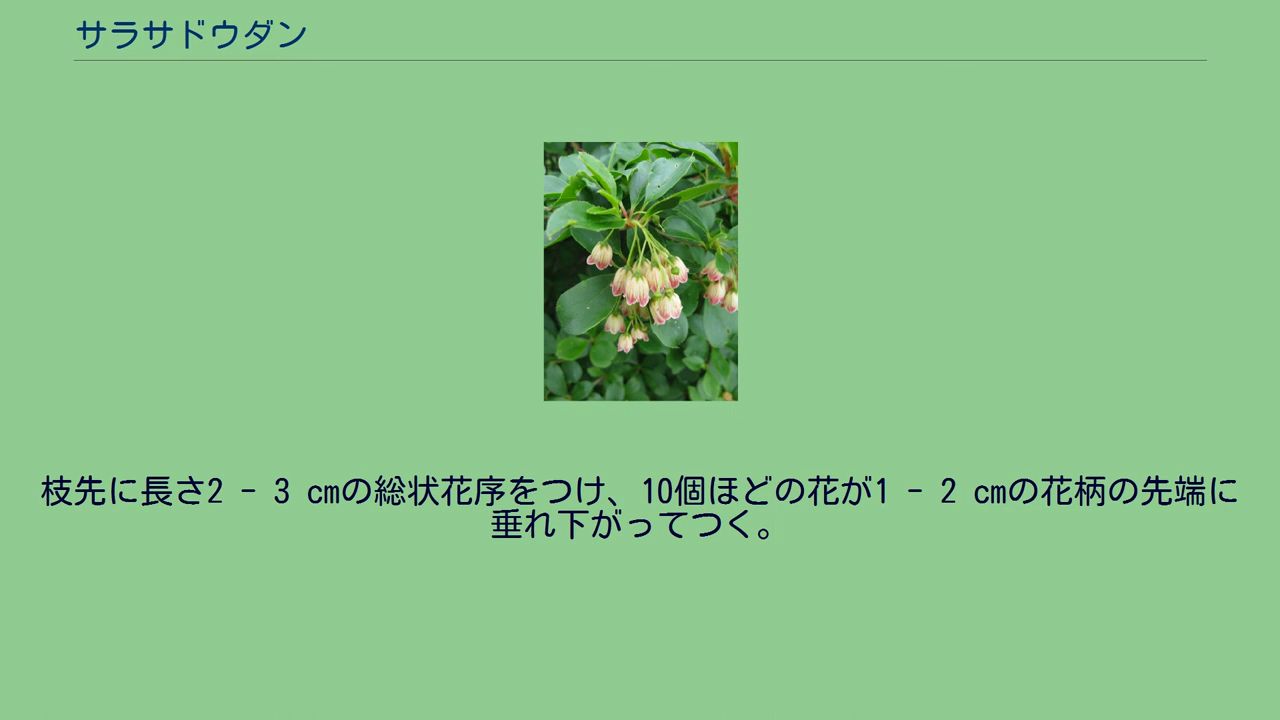 サラサドウダン
枝先に長さ2 - 3 cmの総状花序をつけ、10個ほどの花が1 - 2 cmの花柄の先端に
垂れ下がってつく。